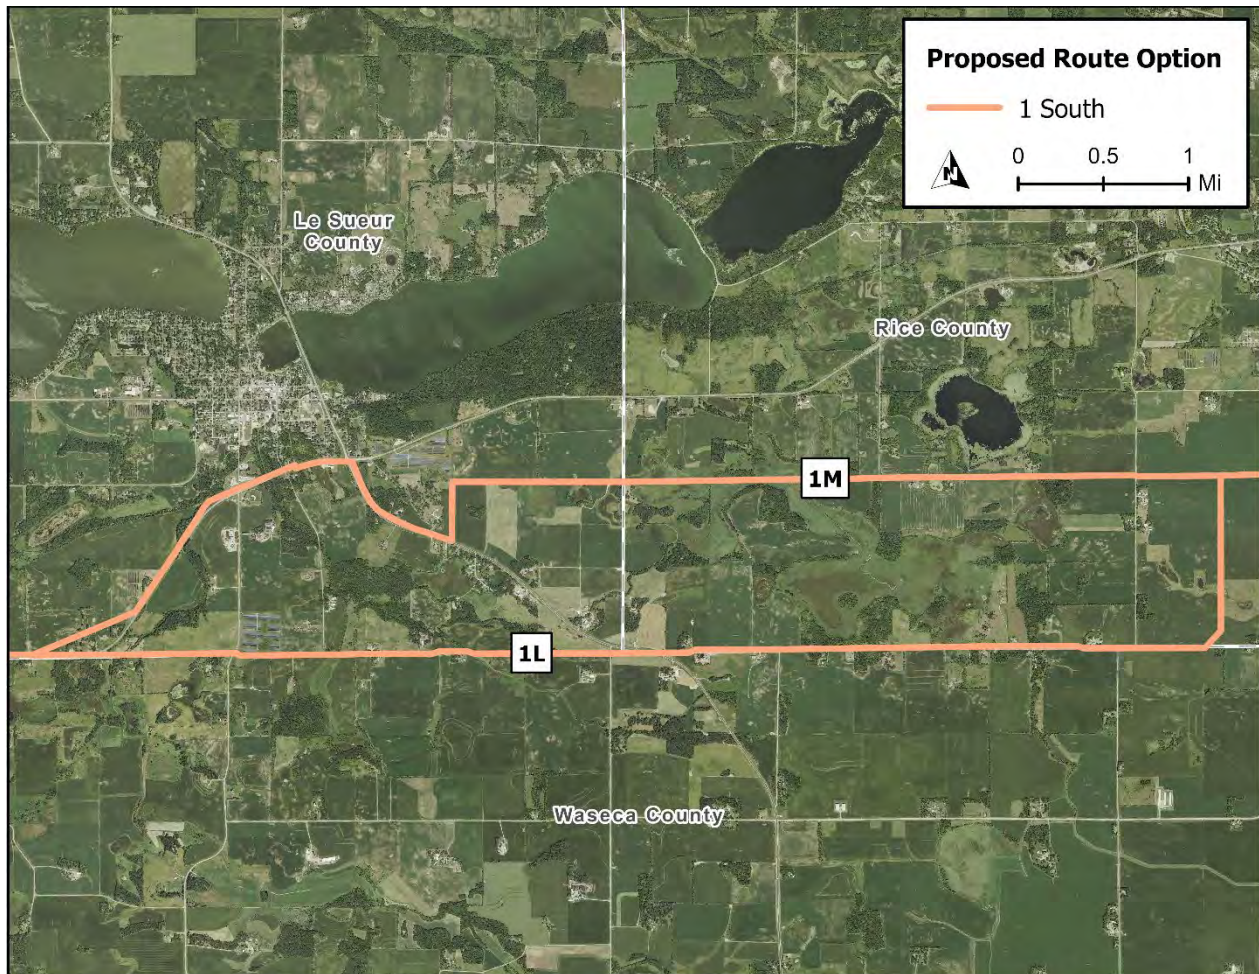 Proposed Route Option
1 South
N
0 0.5 1
Mi
Le Sueur
County
Rice County
1M
1L
Waseca County